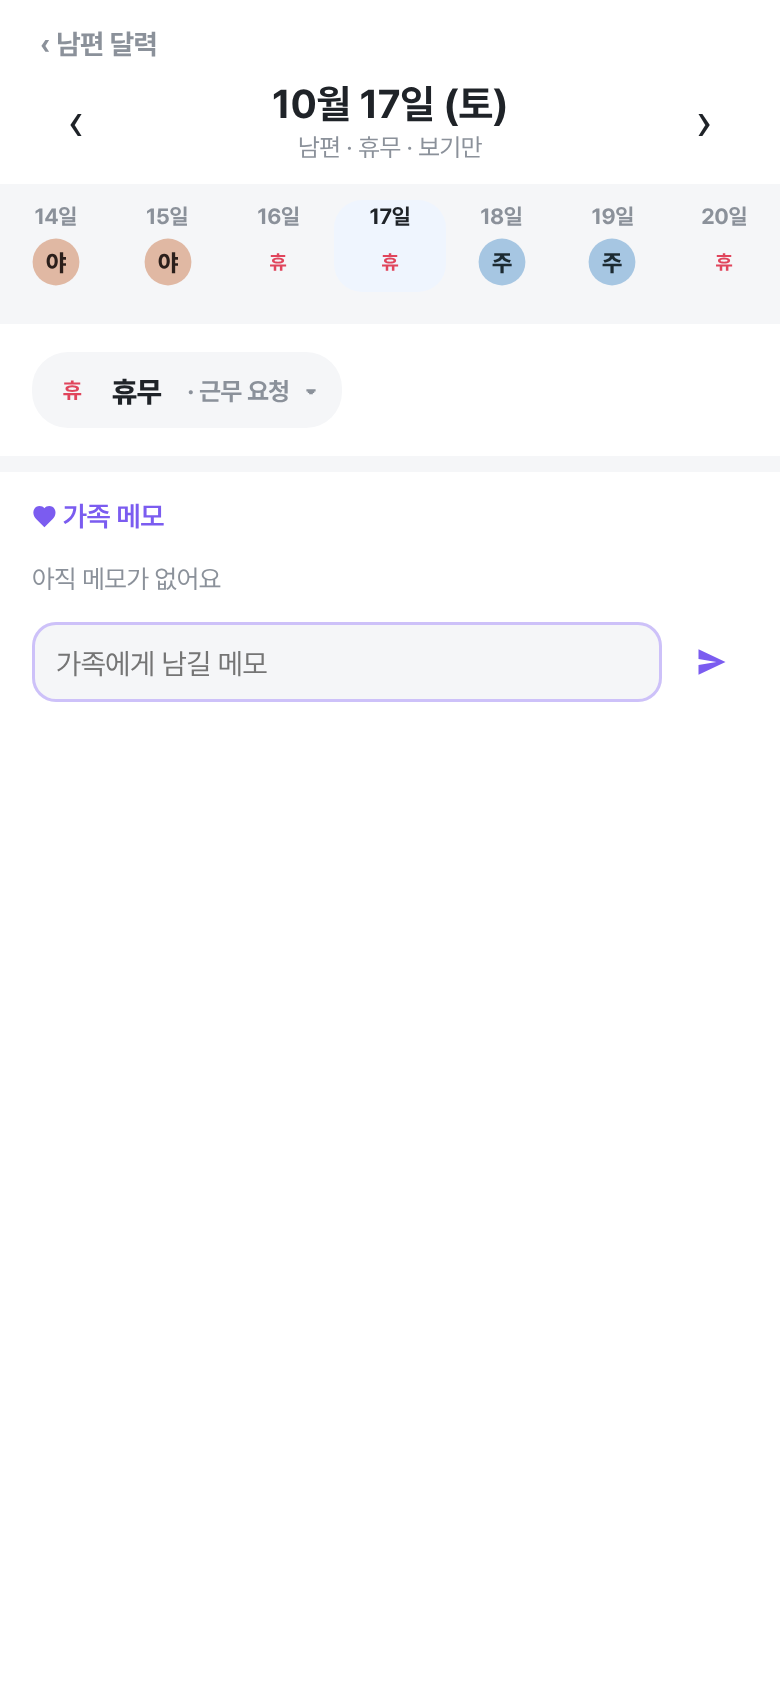 ‹ 남편 달력
‹ 10월 17일 (토) ›
남편 · 휴무 · 보기만
14일 15일 16일 17일 18일 19일 20일
야 야 휴 휴 주 주 휴
휴 휴무 · 근무 요청
가족 메모
아직 메모가 없어요
가족에게 남길 메모